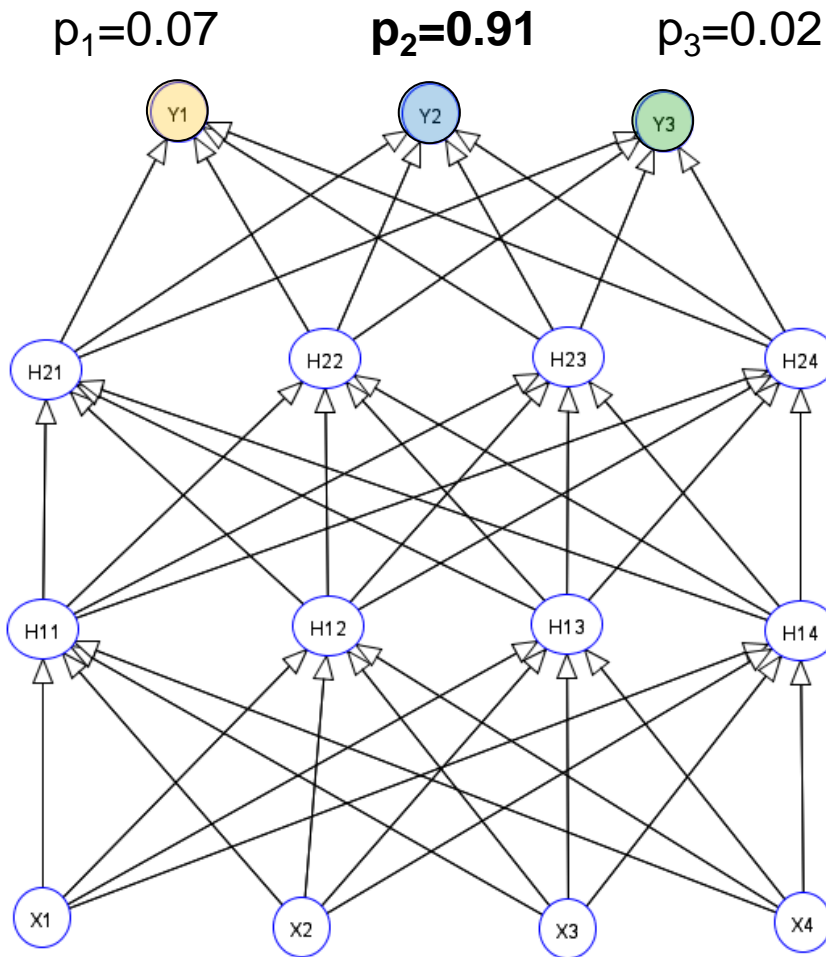 p₁=0.07 p₂=0.91 p₃=0.02
Y1 Y2 Y3
H21 H22 H23 H24
H11 H12 H13 H14
X1 X2 X3 X4